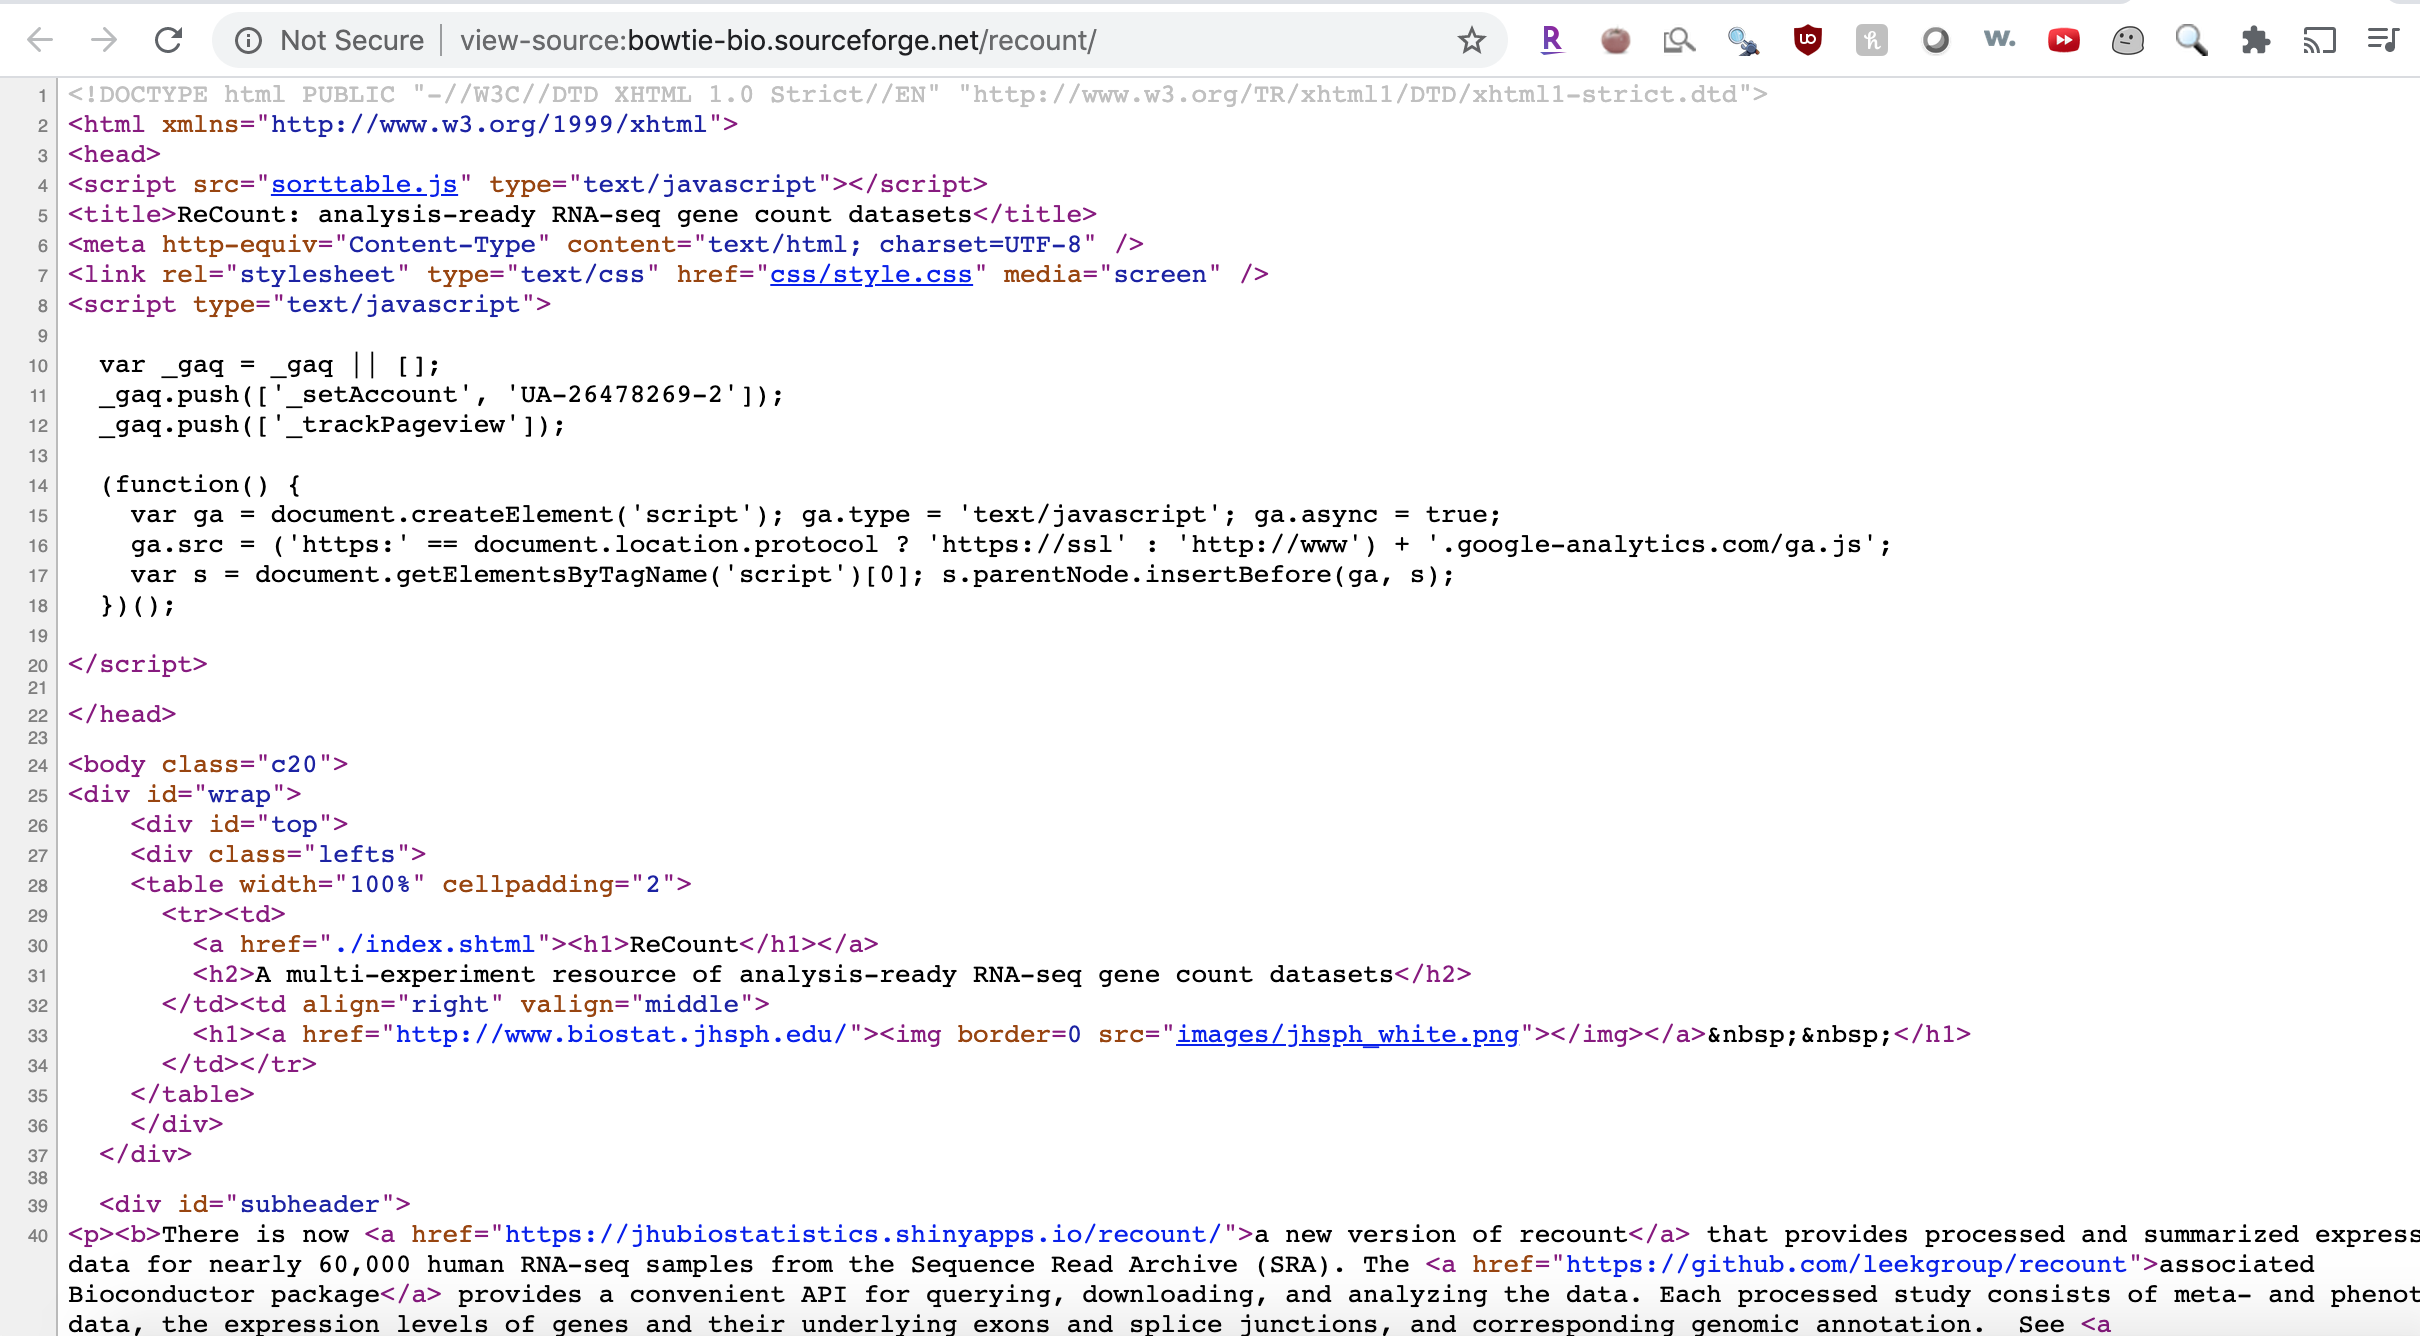 Not Secure view-source:bowtie-bio.sourceforge.net/recount/ R UO h w.
1 <!DOCTYPE html PUBLIC "-//W3C//DTD XHTML 1.0 Strict//EN" "http://www.w3.org/TR/xhtml1/DTD/xhtml1-strict.dtd">
2 <html xmlns="http://www.w3.org/1999/xhtml">
3 <head>
4 <script src="sorttable.js" type="text/javascript"></script>
5 <title>ReCount: analysis-ready RNA-seq gene count datasets</title>
6 <meta http-equiv="Content-Type" content="text/html; charset=UTF-8" />
7 <link rel="stylesheet" type="text/css" href="css/style.css" media="screen" />
8 <script type="text/javascript">
9
10 var _gaq = _gaq || [];
11 _gaq.push(['_setAccount', 'UA-26478269-2']);
12 _gaq.push(['_trackPageview']);
13
14 (function() {
15 var ga = document.createElement('script'); ga.type = 'text/javascript'; ga.async = true;
16 ga.src = ('https:' == document.location.protocol ? 'https://ssl' : 'http://www') + '.google-analytics.com/ga.js';
17 var s = document.getElementsByTagName('script')[0]; s.parentNode.insertBefore(ga, s);
18 })();
19
20 </script>
21
22 </head>
23
24 <body class="c20">
25 <div id="wrap">
26 <div id="top">
27 <div class="lefts">
28 <table width="100%" cellpadding="2">
29 <tr><td>
30 <a href="./index.shtml"><h1>ReCount</h1></a>
31 <h2>A multi-experiment resource of analysis-ready RNA-seq gene count datasets</h2>
32 </td><td align="right" valign="middle">
33 <h1><a href="http://www.biostat.jhsph.edu/"><img border=0 src="images/jhsph_white.png"></img></a>&nbsp;&nbsp;</h1>
34 </td></tr>
35 </table>
36 </div>
37 </div>
38
39 <div id="subheader">
40 <p><b>There is now <a href="https://jhubiostatistics.shinyapps.io/recount/">a new version of recount</a> that provides processed and summarized express
data for nearly 60,000 human RNA-seq samples from the Sequence Read Archive (SRA). The <a href="https://github.com/leekgroup/recount">associated
Bioconductor package</a> provides a convenient API for querying, downloading, and analyzing the data. Each processed study consists of meta- and phenot
data, the expression levels of genes and their underlying exons and splice junctions, and corresponding genomic annotation. See <a